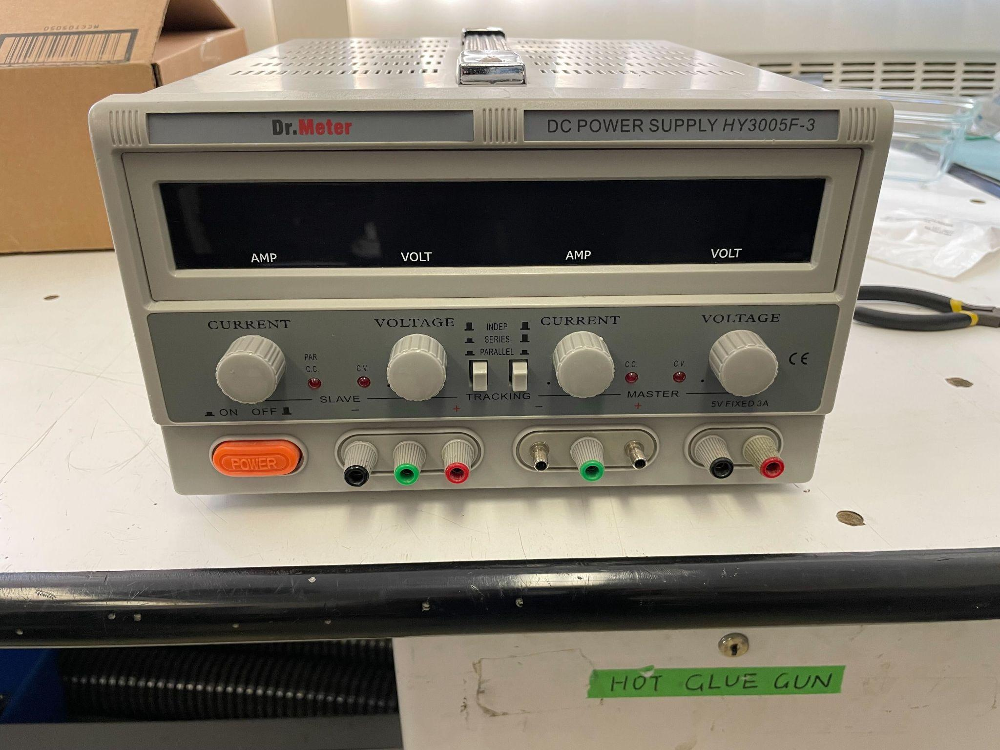 MCCT05050
Dr.Meter
DC POWER SUPPLY HY3005F-3
AMP VOLT AMP VOLT
CURRENT VOLTAGE INDEP CURRENT VOLTAGE
SERIES
PARALLEL
PAR
C.C. C.V. C.C. C.V. CE
SLAVE TRACKING MASTER
ON OFF - + - + 5V FIXED 3A
POWER
HOT GLUE GUN